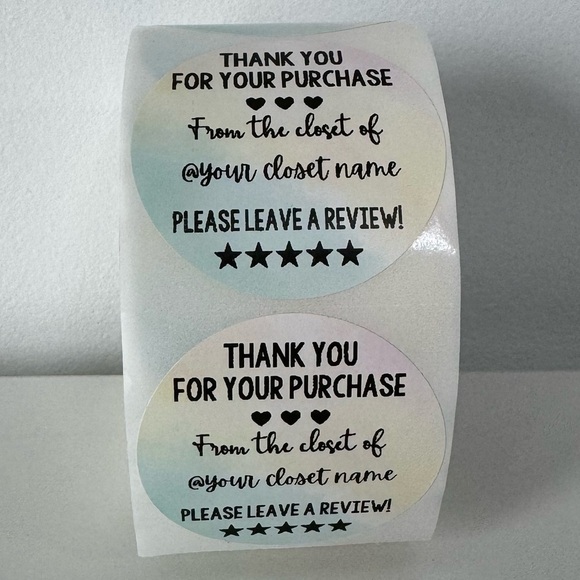 THANK YOU
FOR YOUR PURCHASE
♥ ♥ ♥
From the closet of
@your closet name
PLEASE LEAVE A REVIEW!
★★★★★
THANK YOU
FOR YOUR PURCHASE
♥ ♥ ♥
From the closet of
@your closet name
PLEASE LEAVE A REVIEW!
★★★★★